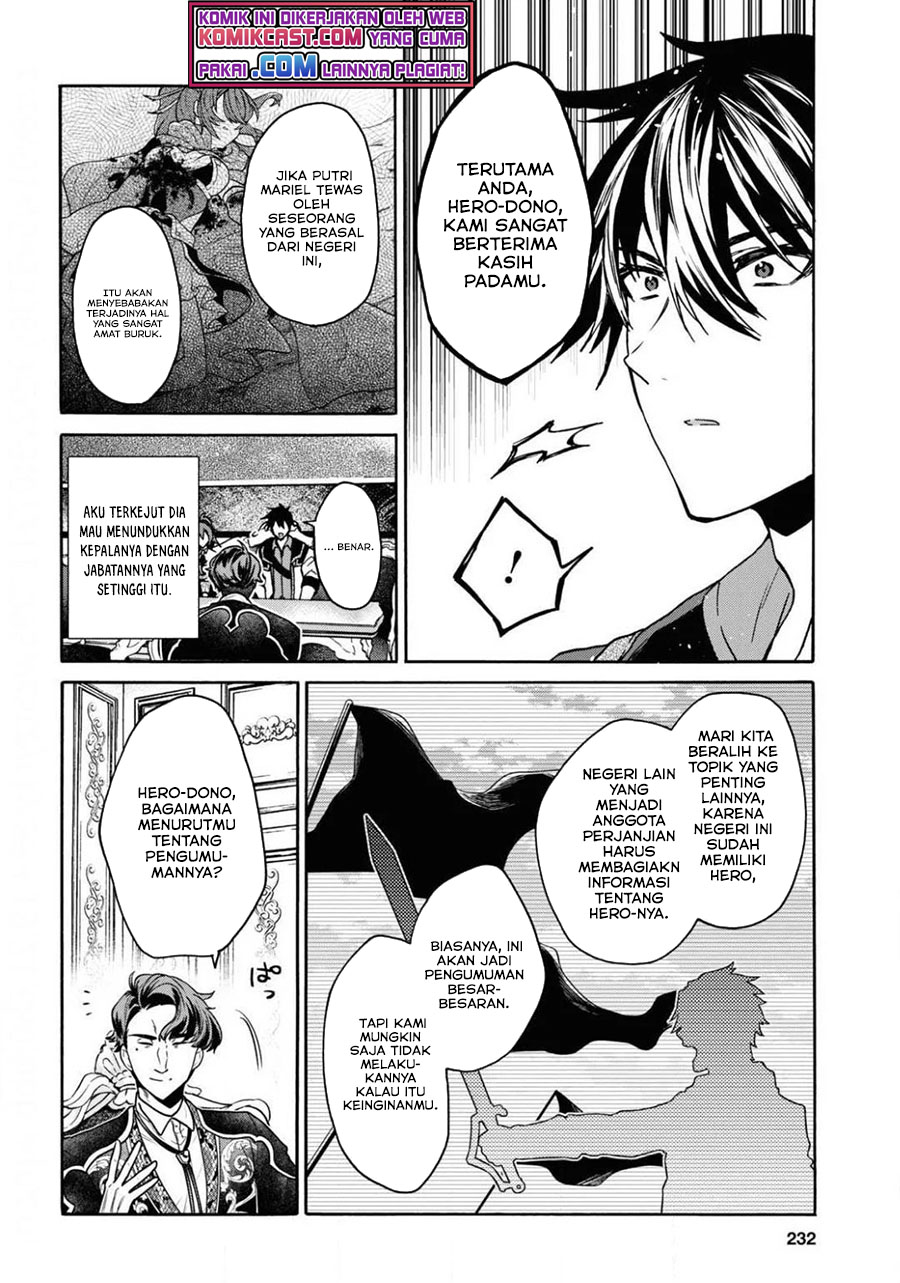 KOMIK INI DIKERJAKAN OLEH WEB
KOMIKCAST.COM YANG CUMA
PAKAI .COM LAINNYA PLAGIAT!
TERUTAMA
ANDA,
HERO-DONO,
KAMI SANGAT
BERTERIMA
KASIH
PADAMU.
!
JIKA PUTRI
MARIEL TEWAS
OLEH
SESEORANG
YANG BERASAL
DARI NEGERI
INI,
ITU AKAN
MENYEBABAKAN
TERJADINYA HAL
YANG SANGAT
AMAT BURUK.
... BENAR.
AKU TERKEJUT DIA
MAU MENUNDUKKAN
KEPALANYA DENGAN
JABATANNYA YANG
SETINGGI ITU.
MARI KITA
BERALIH KE
TOPIK YANG
PENTING
LAINNYA,
KARENA
NEGERI INI
SUDAH
MEMILIKI
HERO,
NEGERI LAIN
YANG
MENJADI
ANGGOTA
PERJANJIAN
HARUS
MEMBAGIAKN
INFORMASI
TENTANG
HERO-NYA.
BIASANYA, INI
AKAN JADI
PENGUMUMAN
BESAR-
BESARAN.
TAPI KAMI
MUNGKIN
SAJA TIDAK
MELAKU-
KANNYA
KALAU ITU
KEINGINANMU.
HERO-DONO,
BAGAIMANA
MENURUTMU
TENTANG
PENGUMU-
MANNYA?
ぱっ
232